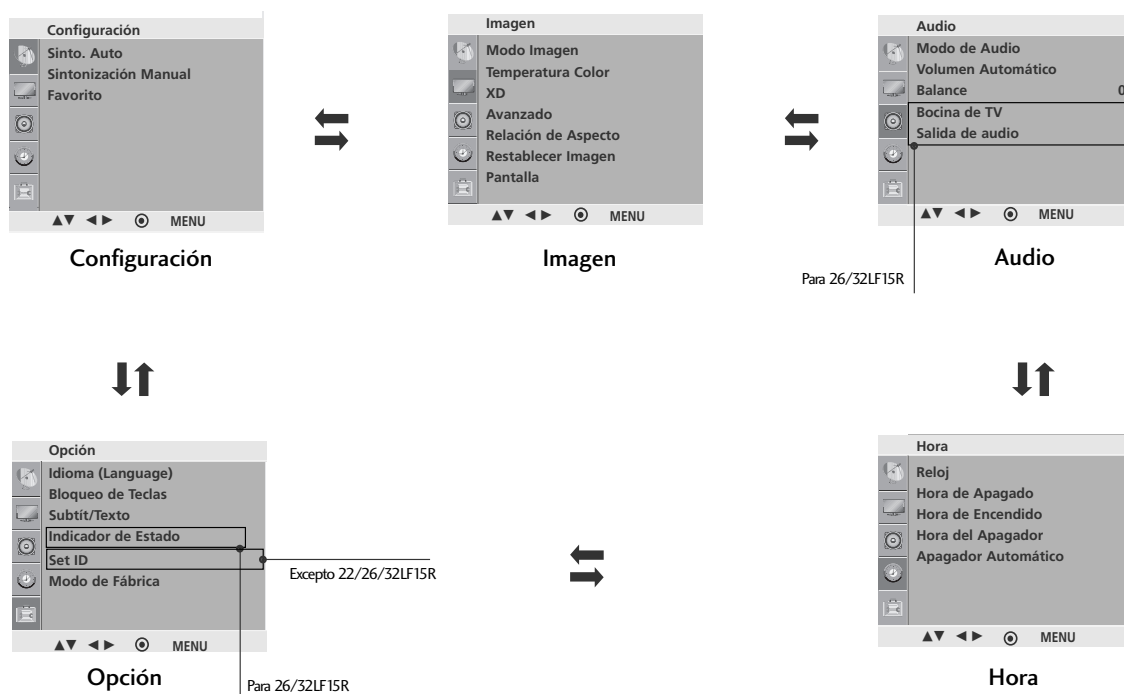 Configuración
Sinto. Auto
Sintonización Manual
Favorito
MENU
Configuración
Imagen
Modo Imagen
Temperatura Color
XD
Avanzado
Relación de Aspecto
Restablecer Imagen
Pantalla
MENU
Imagen
Audio
Modo de Audio
Volumen Automático
Balance 0
Bocina de TV
Salida de audio
MENU
Audio
Para 26/32LF15R
Opción
Idioma (Language)
Bloqueo de Teclas
Subtít/Texto
Indicador de Estado
Set ID
Modo de Fábrica
MENU
Opción
Excepto 22/26/32LF15R
Para 26/32LF15R
Hora
Reloj
Hora de Apagado
Hora de Encendido
Hora del Apagador
Apagador Automático
MENU
Hora